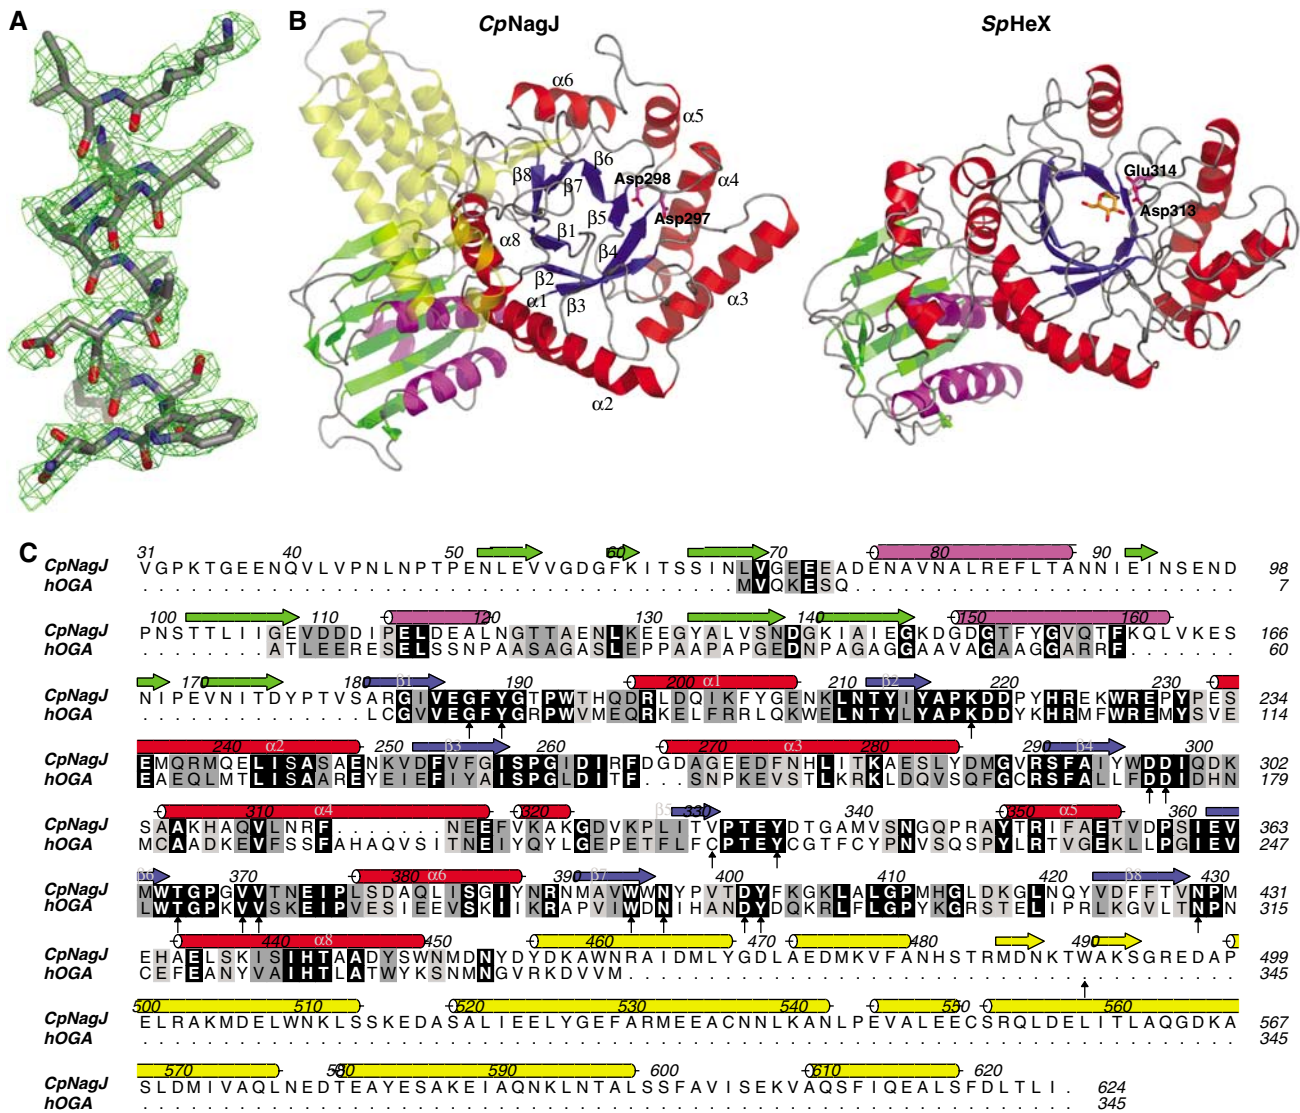 A
B
CpNagJ
SpHeX
α6
α5
β6
β8
β7
Asp298
α4
Asp297
β5
α8
β1
β4
β2
α1
β3
α3
α2
Glu314
Asp313
C
31 40 50 60 70 80 90
CpNagJ VGPKTGEENQVLVPNLNPTPENLEVVGDGFKITSSINLVGEEEADENAVNALREFLTANNIEINSEND 98
hOGA .....................................MVQKESQ........................ 7
100 110 120 130 140 150 160
CpNagJ PNSTTLIIGEVDDDIPELDEALNGTTAENLKEEGYALVSNDGKIAIEGKDGDGTFYGVQTFKQLVKES 166
hOGA ........ATLEERESELSSNPAASAGASLEPPAAPAPGEDNPAGAGGAAVAGAAGGARRF....... 60
170 180 β1 190 200 α1 210 β2 220 230
CpNagJ NIPEVNITDYPTVSARGIVEGFYGTPWTHQDRLDQIKFYGENKLNTYIYAPKDDPYHREKWREPYPES 234
hOGA ..............LCGVVEGFYGRPWVMEQRKELFRRLQKWELNTYLYAPKDDYKHRMFWREMYSVE 114
240 α2 250 β3 260 270 α3 280 290 β4 300
CpNagJ EMQRMQELISASAENKVDFVFGISPGLDIRFDGDAGEEDFNHLITKAESLYDMGVRSFAIYWDDIQDK 302
hOGA EAEQLMTLISAAREYEIEFIYAISPGLDITF...SNPKEVSTLKRKLDQVSQFGCRSFALLFDDIDHN 179
310 α4 320 β5 330 340 350 α5 360
CpNagJ SAAKHAQVLNRF.......NEEFVKAKGDVKPLITVPTEYDTGAMVSNGQPRAYTRIFAETVDPSIEV 363
hOGA MCAADKEVFSSFAHAQVSITNEIYQYLGEPETFLFCPTEYCGTFCYPNVSQSPYLRTVGEKLLPGIEV 247
β6 370 380 α6 390 β7 400 410 420 β8 430
CpNagJ MWTGPGVVTNEIPLSDAQLISGIYNRNMAVWWNYPVTDYFKGKLALGPMHGLDKGLNQYVDFFTVNPM 431
hOGA LWTGPKVVSKEIPVESIEEVSKIIKRAPVIWDNIHANDYDQKRLFLGPYKGRSTELIPRLKGVLTNPN 315
440 α8 450 460 470 480 490
CpNagJ EHAELSKISIHTAADYSWNMDNYDYDKAWNRAIDMLYGDLAEDMKVFANHSTRMDNKTWAKSGREDAP 499
hOGA CEFEANYVAIHTLATWYKSNMNGVRKDVVM...................................... 345
500 510 520 530 540 550 560
CpNagJ ELRAKMDELWNKLSSKEDASALIEELYGEFARMEEACNNLKANLPEVALEECSRQLDELITLAQGDKA 567
hOGA .................................................................... 345
570 580 590 600 610 620
CpNagJ SLDMIVAQLNEDTEAYESAKEIAQNKLNTALSSFAVISEKVAQSFIQEALSFDLTLI. 624
hOGA .......................................................... 345